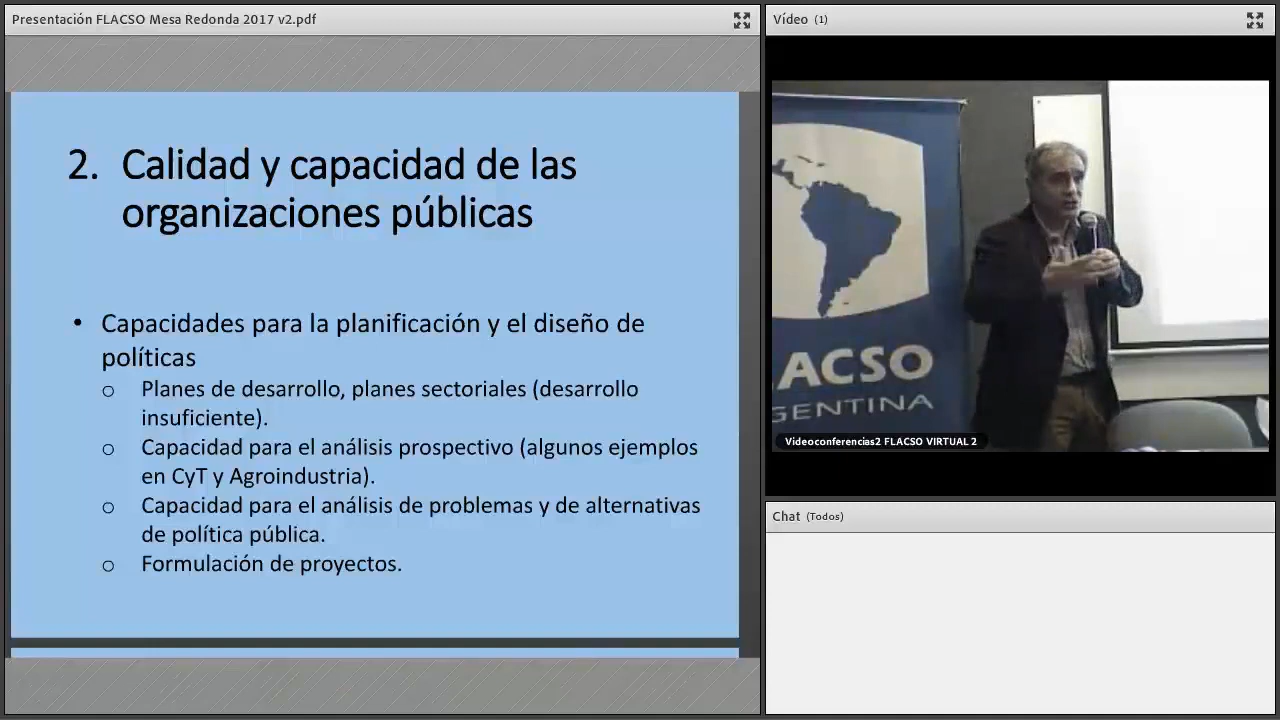 Presentación FLACSO Mesa Redonda 2017 v2.pdf
2. Calidad y capacidad de las
organizaciones públicas
• Capacidades para la planificación y el diseño de
políticas
o Planes de desarrollo, planes sectoriales (desarrollo
insuficiente).
o Capacidad para el análisis prospectivo (algunos ejemplos
en CyT y Agroindustria).
o Capacidad para el análisis de problemas y de alternativas
de política pública.
o Formulación de proyectos.
Vídeo (1)
LACSO
GENTINA
Videoconferencias2 FLACSO VIRTUAL 2
Chat (Todos)